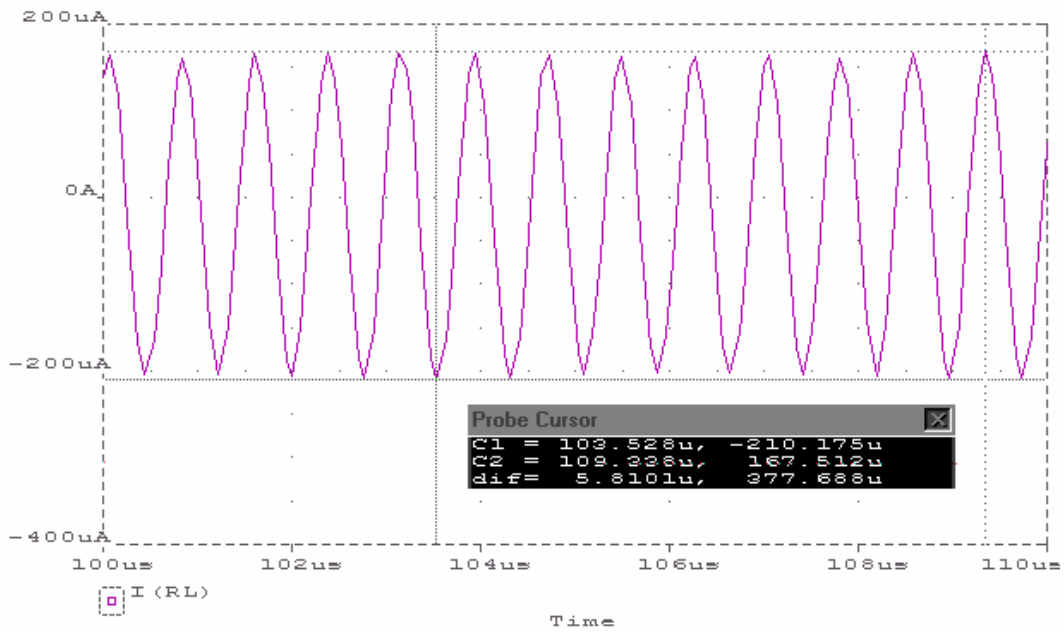 200uA
0A
-200uA
Probe Cursor
C1 = 103.528u, -210.175u
C2 = 109.338u, 167.512u
dif= 5.8101u, 377.688u
-400uA
100us 102us 104us 106us 108us 110us
I(RL)
Time